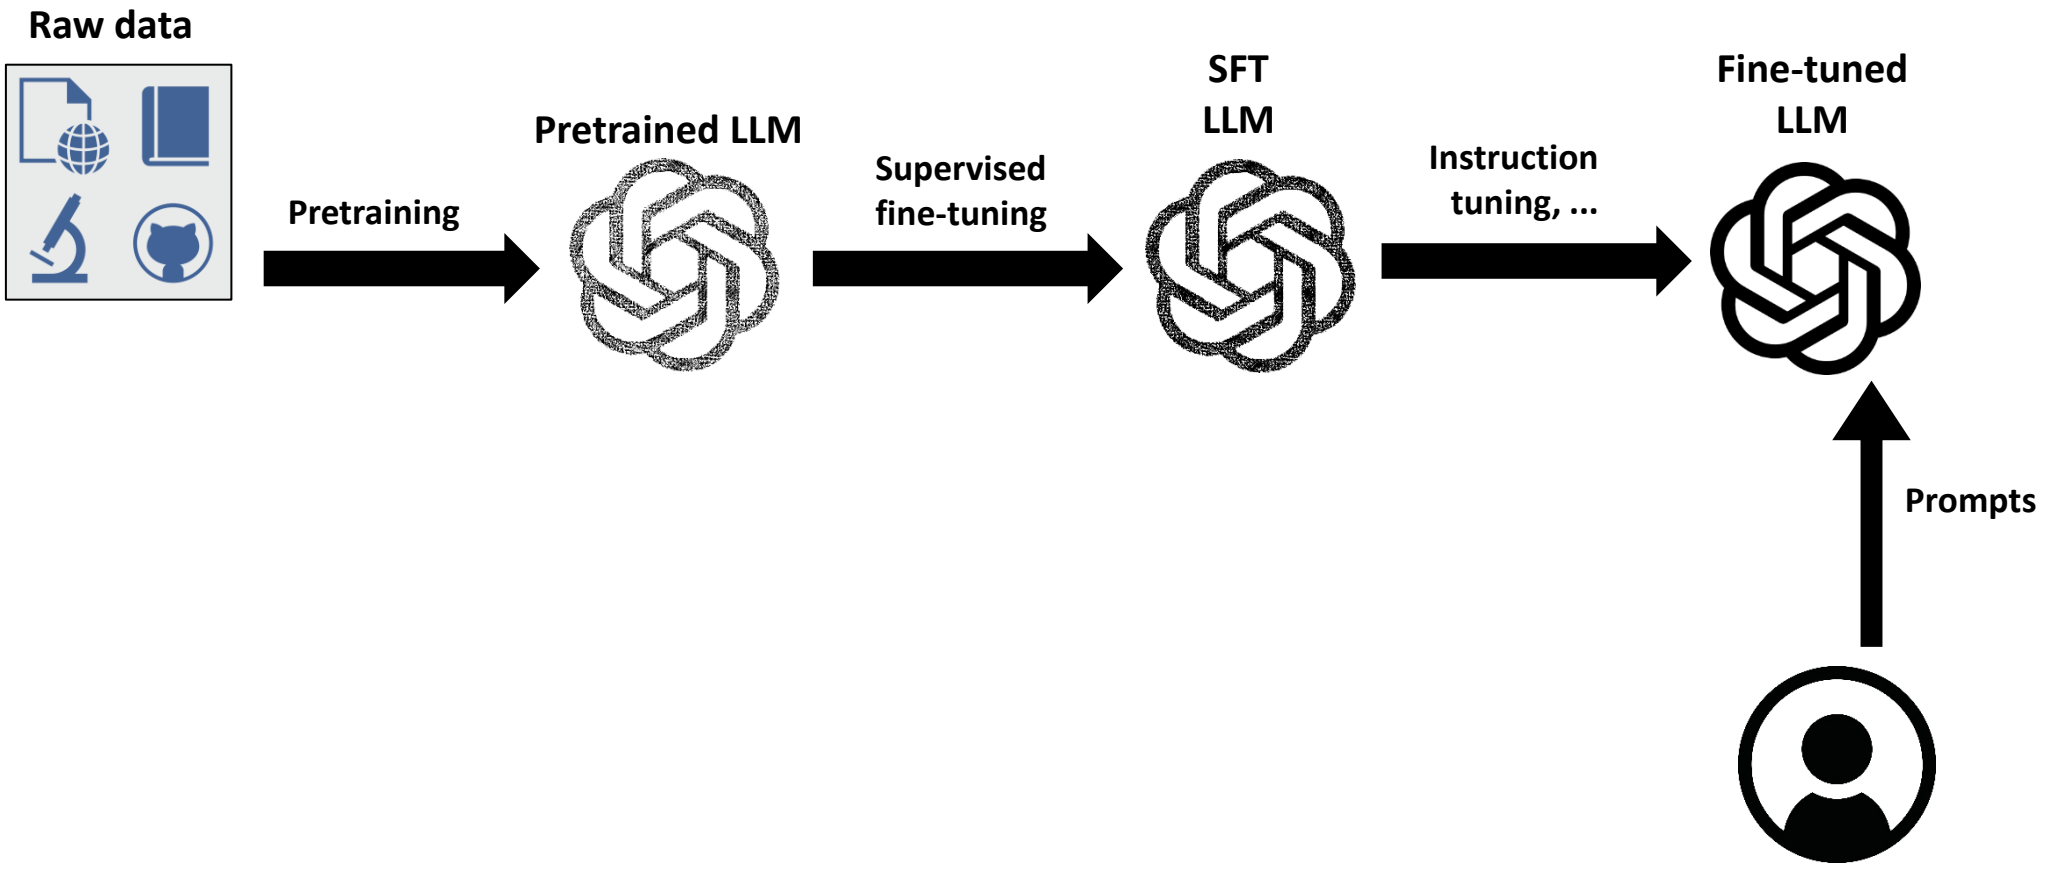 Raw data
Pretraining
Pretrained LLM
Supervised
fine-tuning
SFT
LLM
Instruction
tuning, ...
Fine-tuned
LLM
Prompts